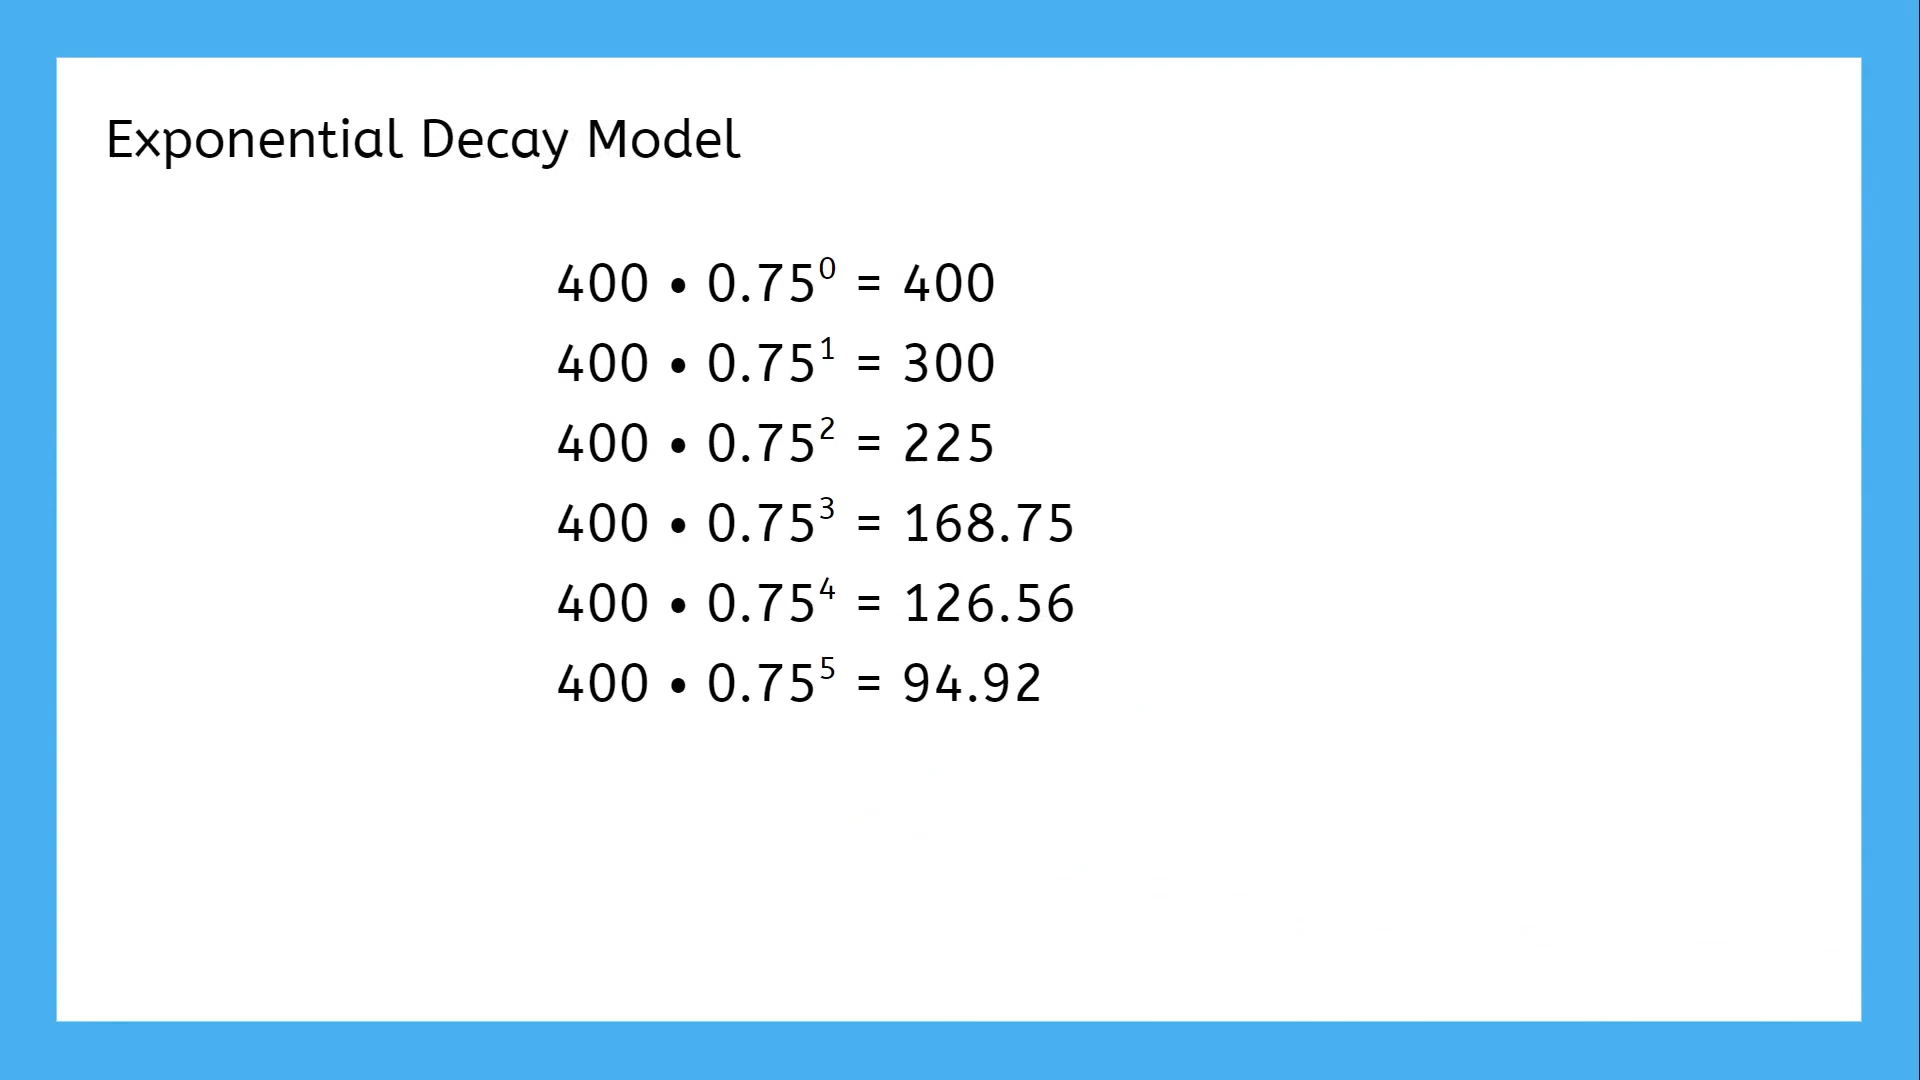 Exponential Decay Model
400 • 0.75⁰ = 400
400 • 0.75¹ = 300
400 • 0.75² = 225
400 • 0.75³ = 168.75
400 • 0.75⁴ = 126.56
400 • 0.75⁵ = 94.92